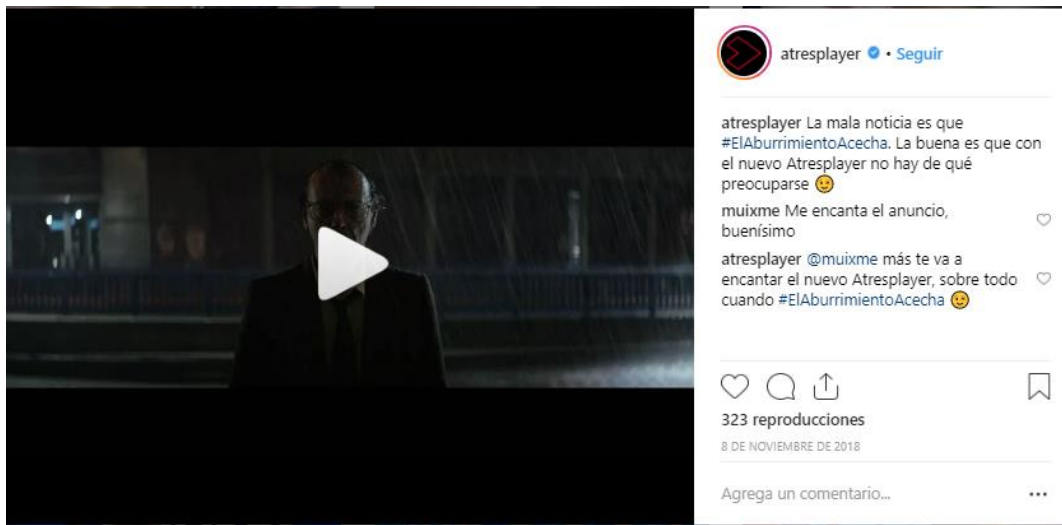 atresplayer • Seguir
atresplayer La mala noticia es que
#ElAburrimientoAcecha. La buena es que con
el nuevo Atresplayer no hay de qué
preocuparse 😉
muixme Me encanta el anuncio,
buenísimo
atresplayer @muixme más te va a
encantar el nuevo Atresplayer, sobre todo
cuando #ElAburrimientoAcecha 😉
323 reproducciones
8 DE NOVIEMBRE DE 2018
Agrega un comentario...